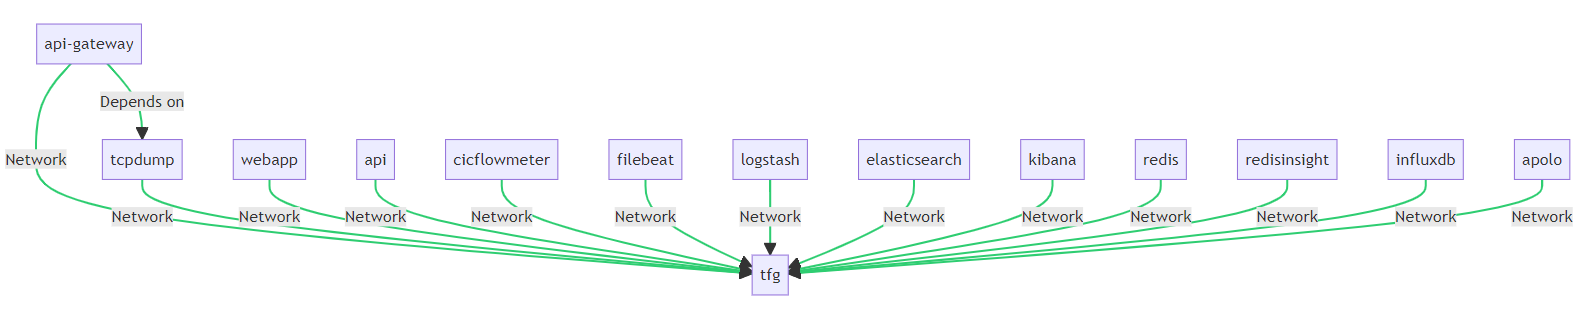 api-gateway
Depends on
Network
tcpdump
webapp
api
cicflowmeter
filebeat
logstash
elasticsearch
kibana
redis
redisinsight
influxdb
apolo
Network
Network
Network
Network
Network
Network
Network
Network
Network
Network
Network
Network
tfg